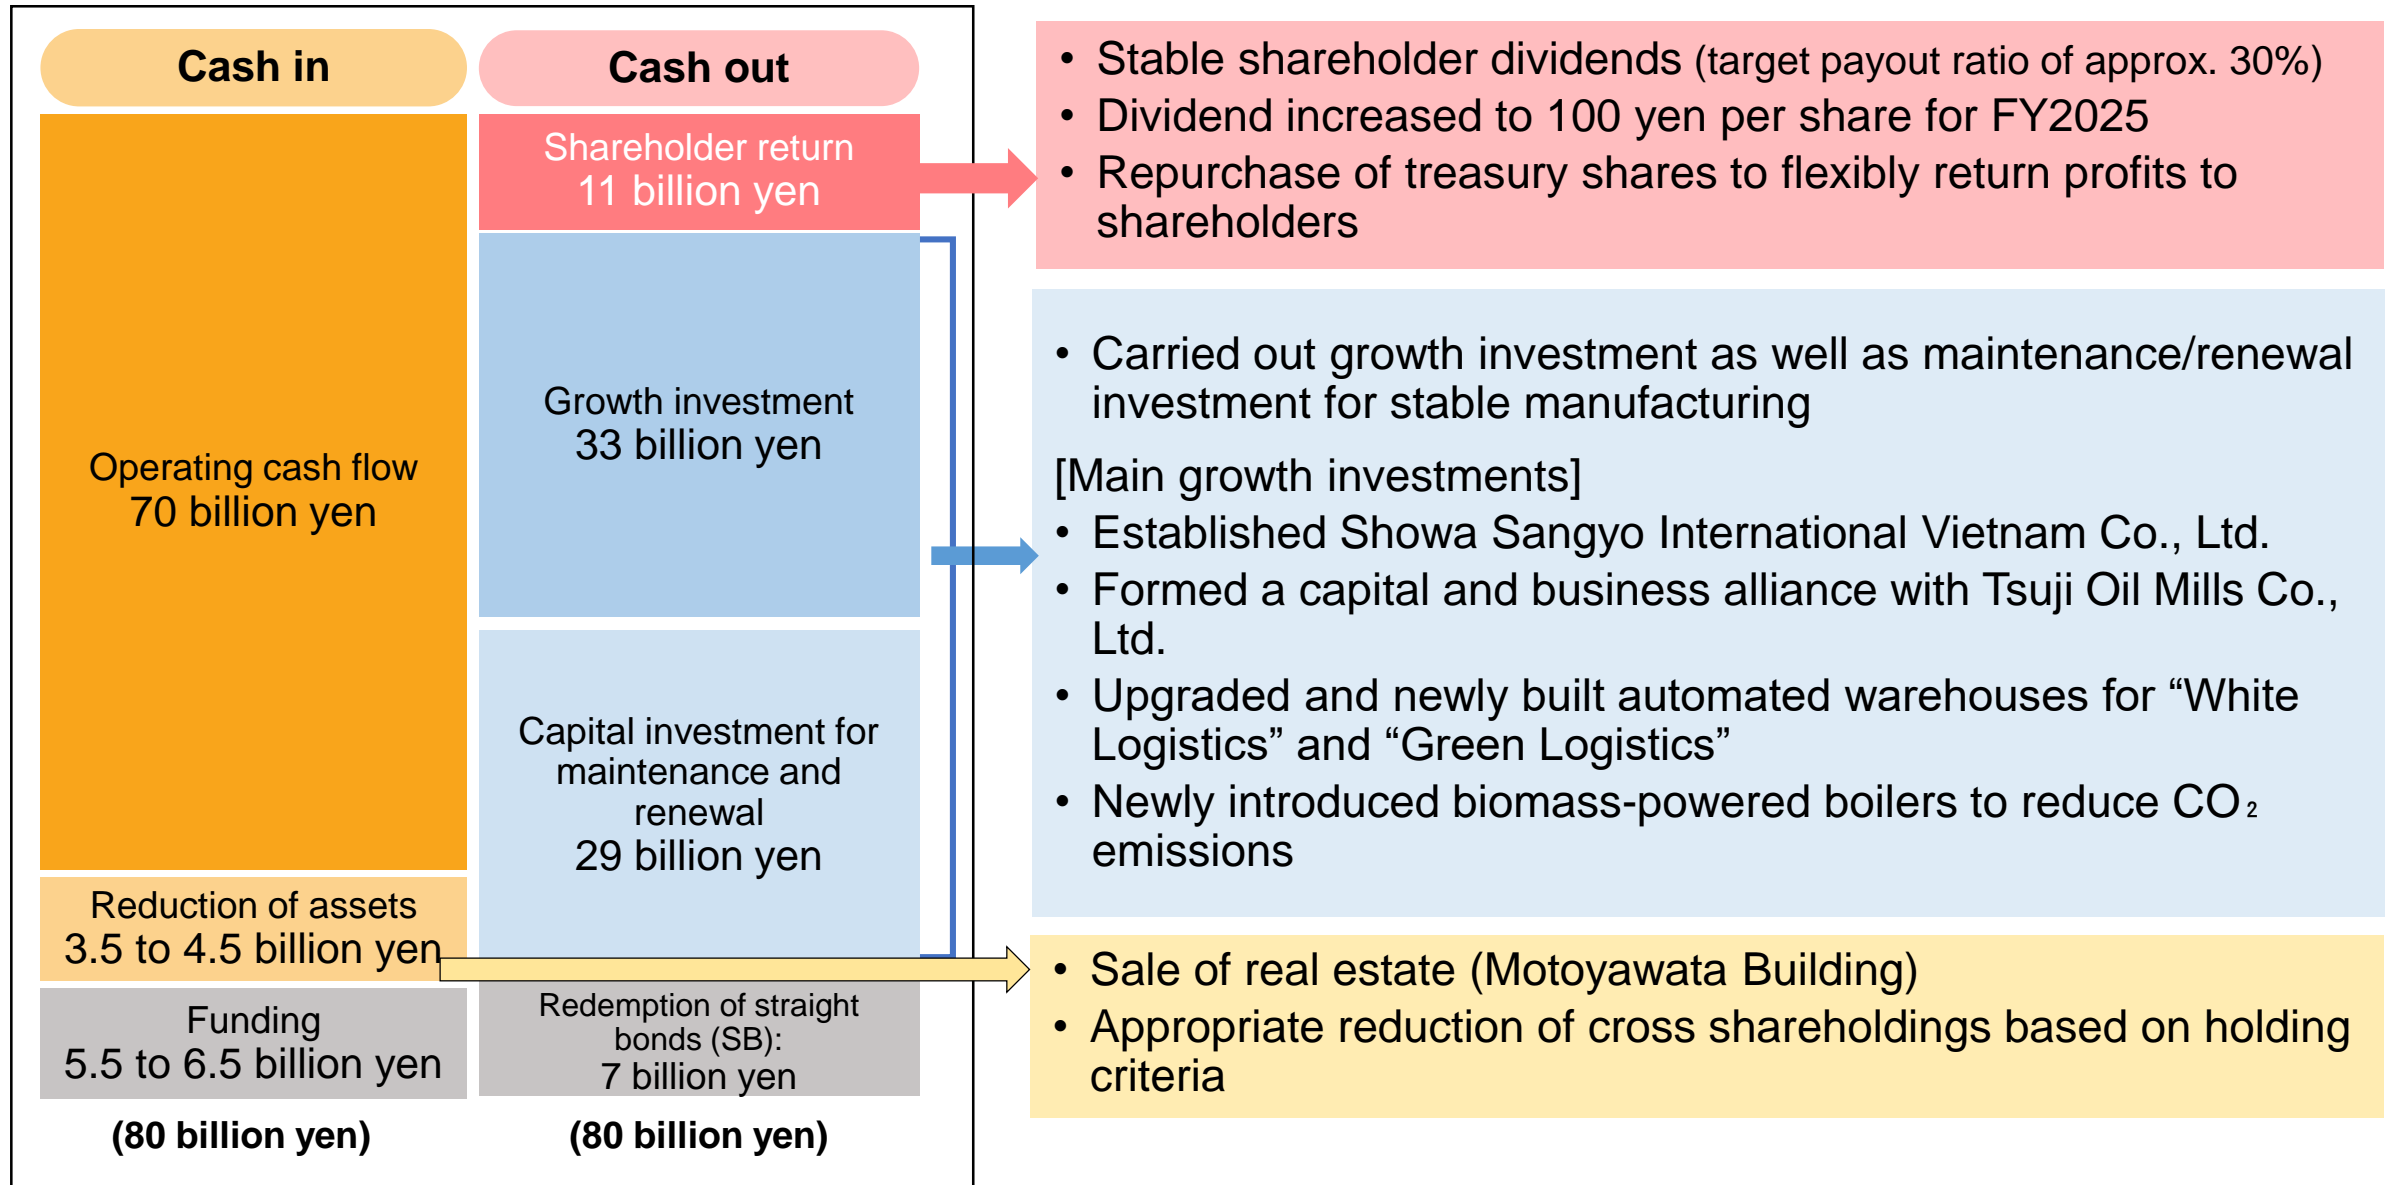 Cash in
Operating cash flow
70 billion yen
Reduction of assets
3.5 to 4.5 billion yen
Funding
5.5 to 6.5 billion yen
(80 billion yen)
Cash out
Shareholder return
11 billion yen
Growth investment
33 billion yen
Capital investment for
maintenance and
renewal
29 billion yen
Redemption of straight
bonds (SB):
7 billion yen
(80 billion yen)
• Stable shareholder dividends (target payout ratio of approx. 30%)
• Dividend increased to 100 yen per share for FY2025
• Repurchase of treasury shares to flexibly return profits to
shareholders
• Carried out growth investment as well as maintenance/renewal
investment for stable manufacturing
[Main growth investments]
• Established Showa Sangyo International Vietnam Co., Ltd.
• Formed a capital and business alliance with Tsuji Oil Mills Co.,
Ltd.
• Upgraded and newly built automated warehouses for “White
Logistics” and “Green Logistics”
• Newly introduced biomass-powered boilers to reduce CO₂
emissions
• Sale of real estate (Motoyawata Building)
• Appropriate reduction of cross shareholdings based on holding
criteria